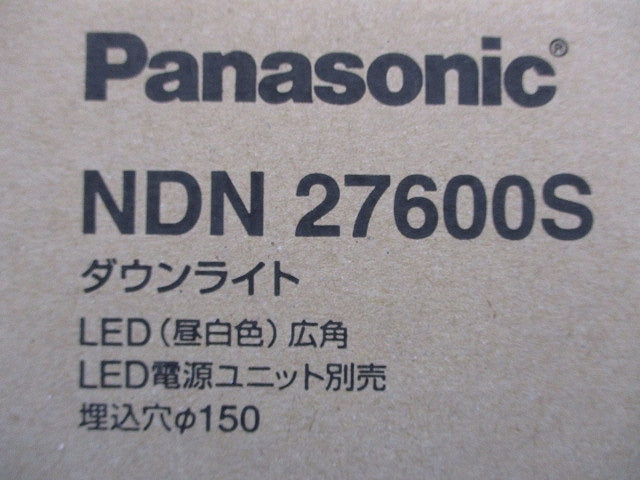 Panasonic®
NDN 27600S
ダウンライト
LED（昼白色）広角
LED電源ユニット別売
埋込穴φ150